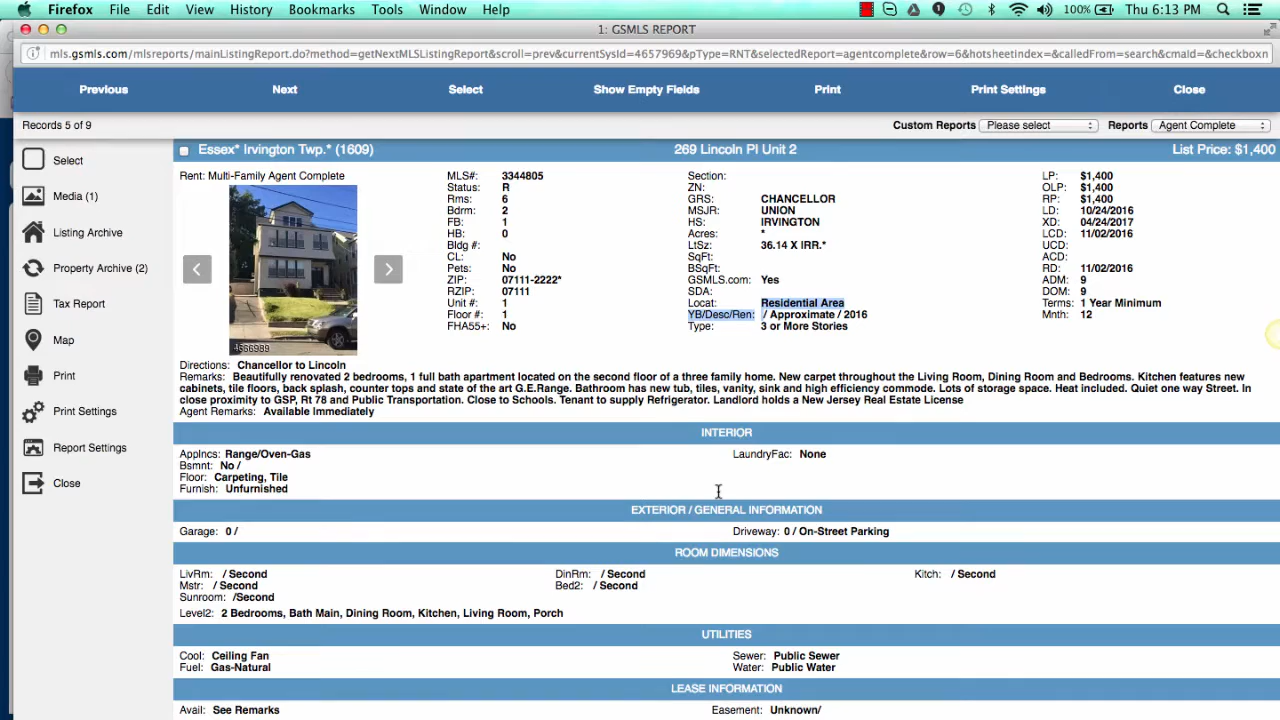 Firefox File Edit View History Bookmarks Tools Window Help 100% Thu 6:13 PM
1: GSMLS REPORT
mls.gsmls.com/mlsreports/mainListingReport.do?method=getNextMLSListingReport&scroll=prev&currentSysId=4657969&pType=RNT&selectedReport=agentcomplete&row=6&hotsheetindex=&calledFrom=search&cmaId=&checkboxn
Previous Next Select Show Empty Fields Print Print Settings Close
Records 5 of 9 Custom Reports Please select Reports Agent Complete
Select
Media (1)
Listing Archive
Property Archive (2)
Tax Report
Map
Print
Print Settings
Report Settings
Close
Essex* Irvington Twp.* (1609) 269 Lincoln Pl Unit 2 List Price: $1,400
Rent: Multi-Family Agent Complete
MLS#: 3344805
Status: R
Rms: 6
Bdrm: 2
FB: 1
HB: 0
Bldg #:
CL: No
Pets: No
ZIP: 07111-2222*
RZIP: 07111
Unit #: 1
Floor #: 1
FHA55+: No
Section:
ZN:
GRS: CHANCELLOR
MSJR: UNION
HS: IRVINGTON
Acres: *
LtSz: 36.14 X IRR.*
SqFt:
BSqFt:
GSMLS.com: Yes
SDA:
Locat: Residential Area
YB/Desc/Ren: / Approximate / 2016
Type: 3 or More Stories
LP: $1,400
OLP: $1,400
RP: $1,400
LD: 10/24/2016
XD: 04/24/2017
LCD: 11/02/2016
UCD:
ACD:
RD: 11/02/2016
ADM: 9
DOM: 9
Terms: 1 Year Minimum
Mnth: 12
Directions: Chancellor to Lincoln
Remarks: Beautifully renovated 2 bedrooms, 1 full bath apartment located on the second floor of a three family home. New carpet throughout the Living Room, Dining Room and Bedrooms. Kitchen features new
cabinets, tile floors, back splash, counter tops and state of the art G.E.Range. Bathroom has new tub, tiles, vanity, sink and high efficiency commode. Lots of storage space. Heat included. Quiet one way Street. In
close proximity to GSP, Rt 78 and Public Transportation. Close to Schools. Tenant to supply Refrigerator. Landlord holds a New Jersey Real Estate License
Agent Remarks: Available Immediately
INTERIOR
Applncs: Range/Oven-Gas LaundryFac: None
Bsmnt: No /
Floor: Carpeting, Tile
Furnish: Unfurnished
EXTERIOR / GENERAL INFORMATION
Garage: 0 / Driveway: 0 / On-Street Parking
ROOM DIMENSIONS
LivRm: / Second DinRm: / Second Kitch: / Second
Mstr: / Second Bed2: / Second
Sunroom: /Second
Level2: 2 Bedrooms, Bath Main, Dining Room, Kitchen, Living Room, Porch
UTILITIES
Cool: Ceiling Fan Sewer: Public Sewer
Fuel: Gas-Natural Water: Public Water
LEASE INFORMATION
Avail: See Remarks Easement: Unknown/